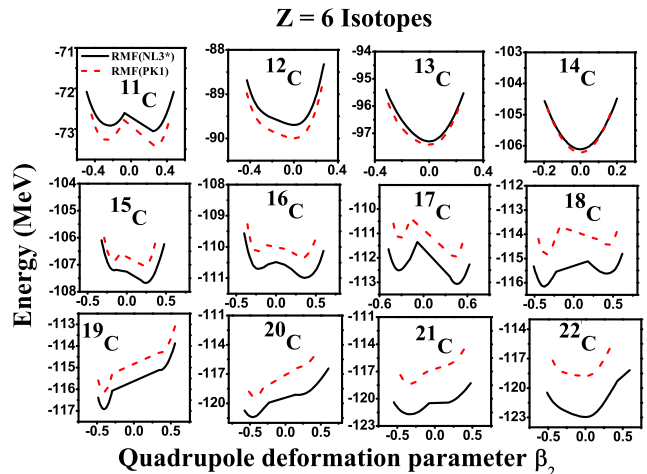 Z = 6 Isotopes
RMF(NL3*)
RMF(PK1)
11C
-71
-72
-73
-0.4 0.0 0.4
12C
-88
-89
-90
-0.4 0.0 0.4
13C
-94
-95
-96
-97
-0.4 0.0 0.4
14C
-103
-104
-105
-106
-0.2 0.0 0.2
15C
-104
-105
-106
-107
-108
-0.5 0.0 0.5
16C
-108
-109
-110
-111
-0.5 0.0 0.5
17C
-110
-111
-112
-113
-0.6 0.0 0.6
18C
-112
-113
-114
-115
-116
-0.5 0.0 0.5
19C
-113
-114
-115
-116
-117
-0.5 0.0 0.5
20C
-114
-117
-120
-0.5 0.0 0.5
21C
-114
-117
-120
-0.5 0.0 0.5
22C
-114
-117
-120
-123
-0.5 0.0 0.5
Energy (MeV)
Quadrupole deformation parameter β2